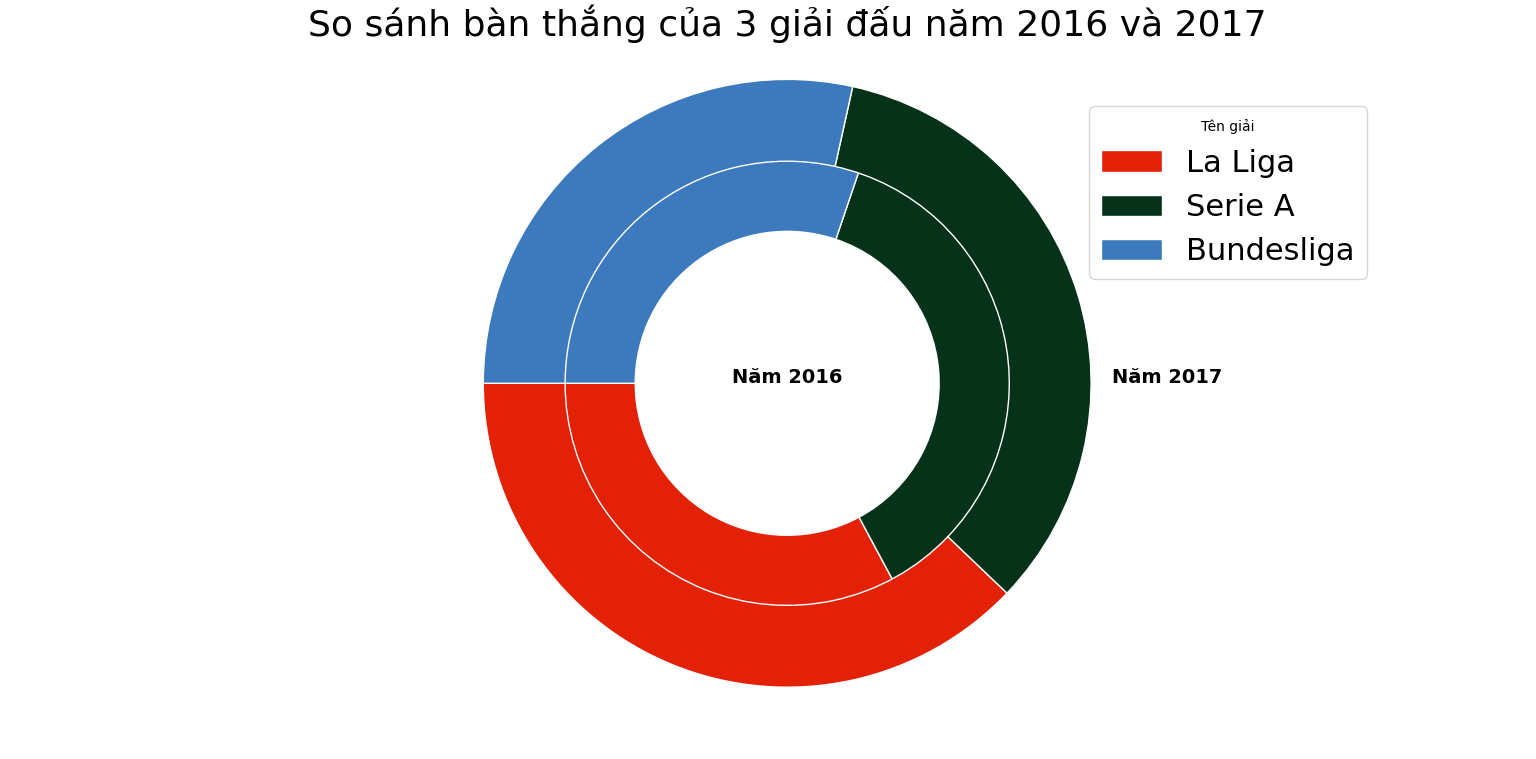 So sánh bàn thắng của 3 giải đấu năm 2016 và 2017
Tên giải
La Liga
Serie A
Bundesliga
Năm 2016
Năm 2017